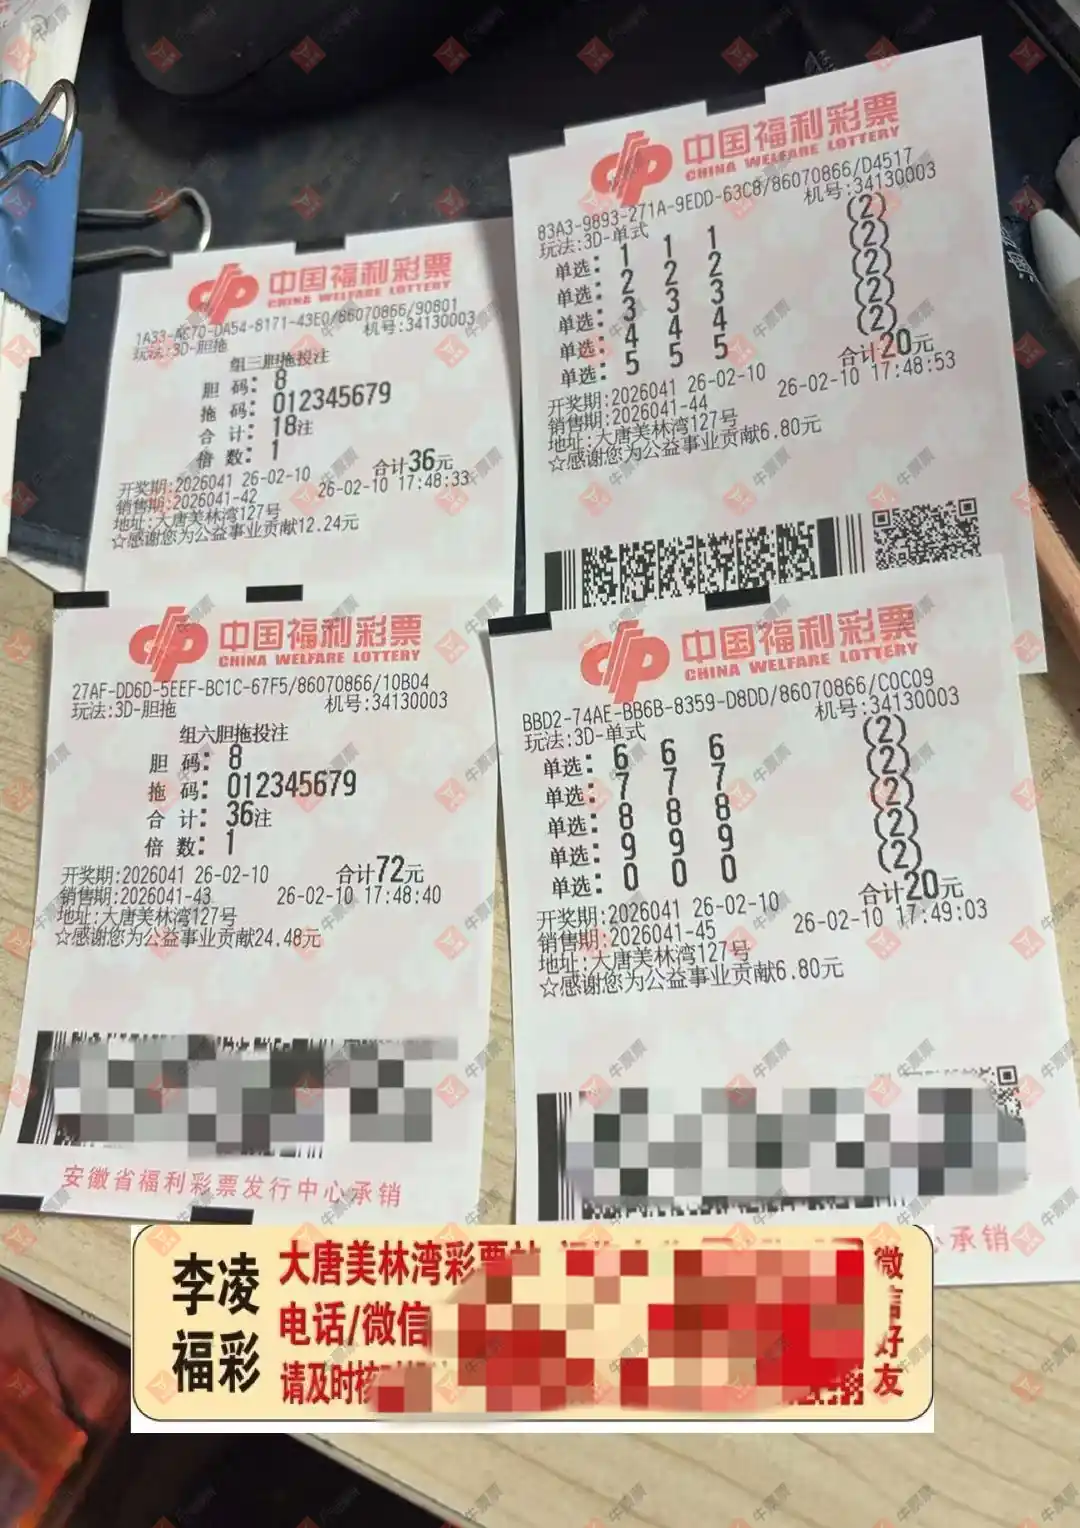 中国福利彩票
CHINA WELFARE LOTTERY
1A33-AC70-DA54-8171-43E0/86070866/90801
玩法:3D-胆拖 机号:34130003
组三胆拖投注
胆 码: 8
拖 码: 012345679
合 计: 18注
倍 数: 1
合计36元
开奖期:2026041 26-02-10
销售期:2026041-42 26-02-10 17:48:33
地址:大唐美林湾127号
☆感谢您为公益事业贡献12.24元
中国福利彩票
CHINA WELFARE LOTTERY
83A3-9893-271A-9EDD-63C8/86070866/D4517
玩法:3D-单式 机号:34130003
单选: 1 1 1 (2)
单选: 2 2 2 (2)
单选: 3 3 3 (2)
单选: 4 4 4 (2)
单选: 5 5 5 (2)
合计20元
开奖期:2026041 26-02-10
销售期:2026041-44 26-02-10 17:48:53
地址:大唐美林湾127号
☆感谢您为公益事业贡献6.80元
中国福利彩票
CHINA WELFARE LOTTERY
27AF-DD6D-5EEF-BC1C-67F5/86070866/10B04
玩法:3D-胆拖 机号:34130003
组六胆拖投注
胆 码: 8
拖 码: 012345679
合 计: 36注
倍 数: 1
合计72元
开奖期:2026041 26-02-10
销售期:2026041-43 26-02-10 17:48:40
地址:大唐美林湾127号
☆感谢您为公益事业贡献24.48元
安徽省福利彩票发行中心承销
中国福利彩票
CHINA WELFARE LOTTERY
BBD2-74AE-BB6B-8359-D8DD/86070866/C0C09
玩法:3D-单式 机号:34130003
单选: 6 6 6 (2)
单选: 7 7 7 (2)
单选: 8 8 8 (2)
单选: 9 9 9 (2)
单选: 0 0 0 (2)
合计20元
开奖期:2026041 26-02-10
销售期:2026041-45 26-02-10 17:49:03
地址:大唐美林湾127号
☆感谢您为公益事业贡献6.80元
承销
李凌
福彩
大唐美林湾彩票
电话/微信
请及时核
微信好友
牛票票